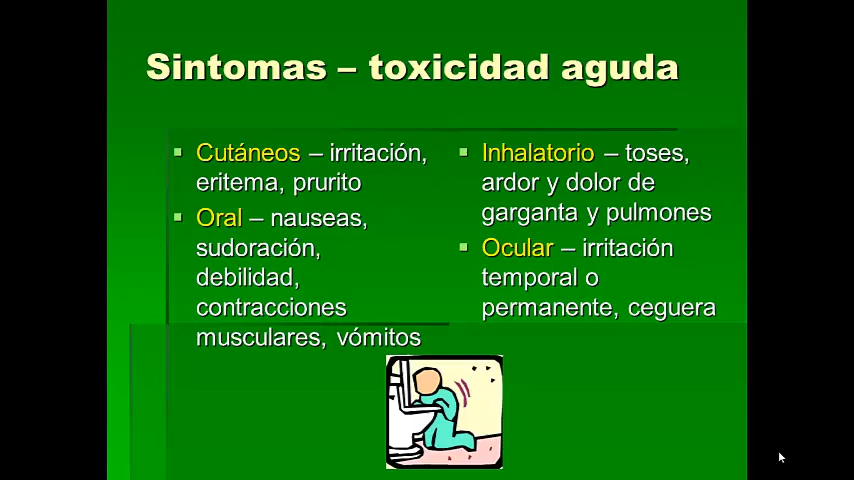 Sintomas – toxicidad aguda
Cutáneos – irritación,
eritema, prurito
Oral – nauseas,
sudoración,
debilidad,
contracciones
musculares, vómitos
Inhalatorio – toses,
ardor y dolor de
garganta y pulmones
Ocular – irritación
temporal o
permanente, ceguera